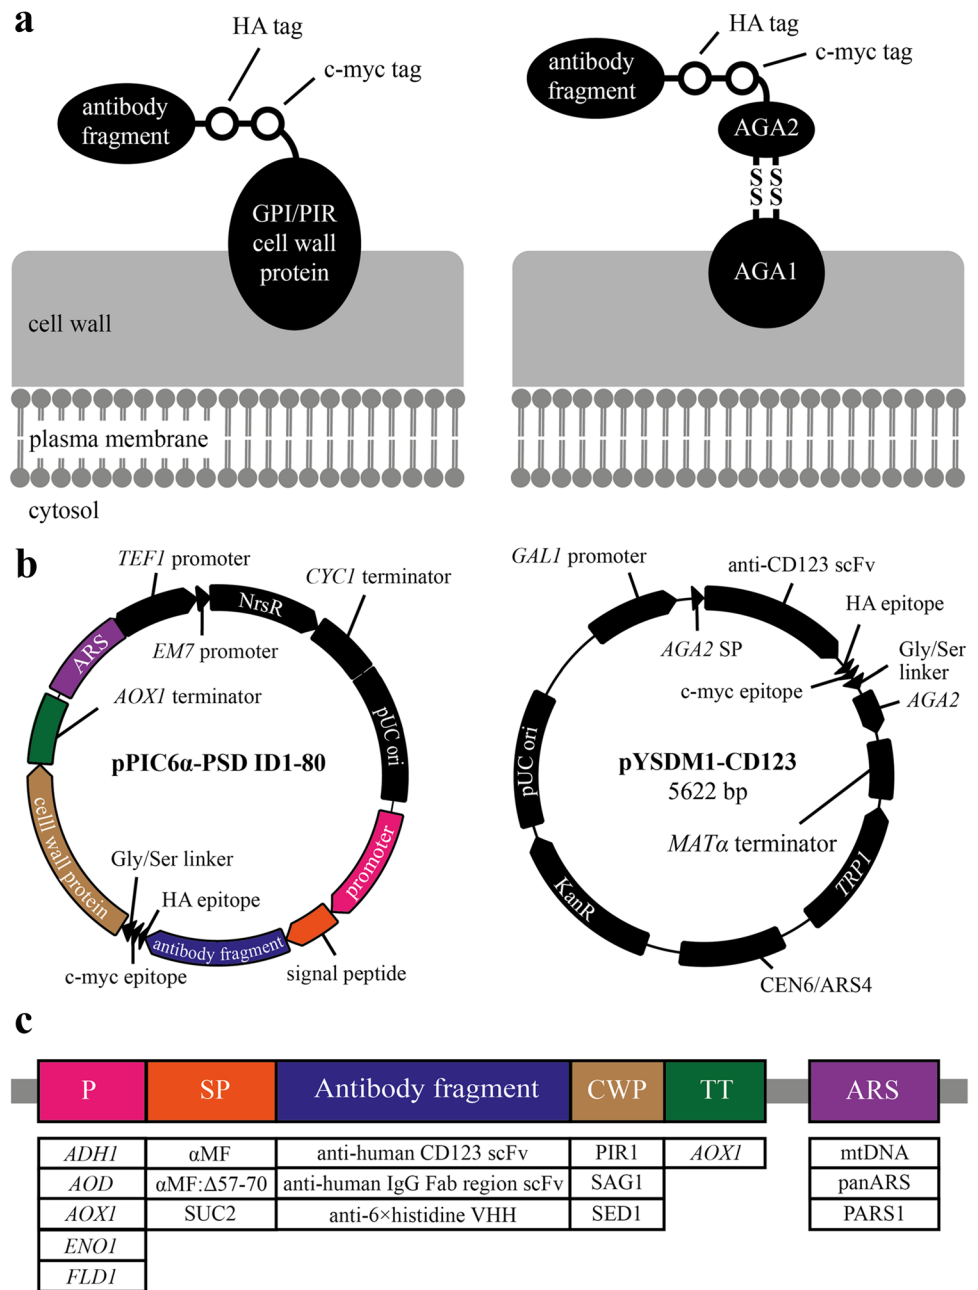 a
HA tag
c-myc tag
antibody
fragment
GPI/PIR
cell wall
protein
cell wall
plasma membrane
cytosol
HA tag
c-myc tag
antibody
fragment
AGA2
S S
S S
AGA1
b
TEF1 promoter
CYC1 terminator
NrsR
EM7 promoter
ARS
AOX1 terminator
pUC ori
pPIC6α-PSD ID1-80
celll wall protein
Gly/Ser linker
HA epitope
promoter
antibody fragment
c-myc epitope
signal peptide
GAL1 promoter
anti-CD123 scFv
HA epitope
AGA2 SP
Gly/Ser
linker
c-myc epitope
AGA2
pUC ori
pYSDM1-CD123
5622 bp
MATα terminator
TRP1
KanR
CEN6/ARS4
c
P SP Antibody fragment CWP TT ARS
ADH1 αMF anti-human CD123 scFv PIR1 AOX1 mtDNA
AOD αMF:Δ57-70 anti-human IgG Fab region scFv SAG1 panARS
AOX1 SUC2 anti-6×histidine VHH SED1 PARS1
ENO1
FLD1